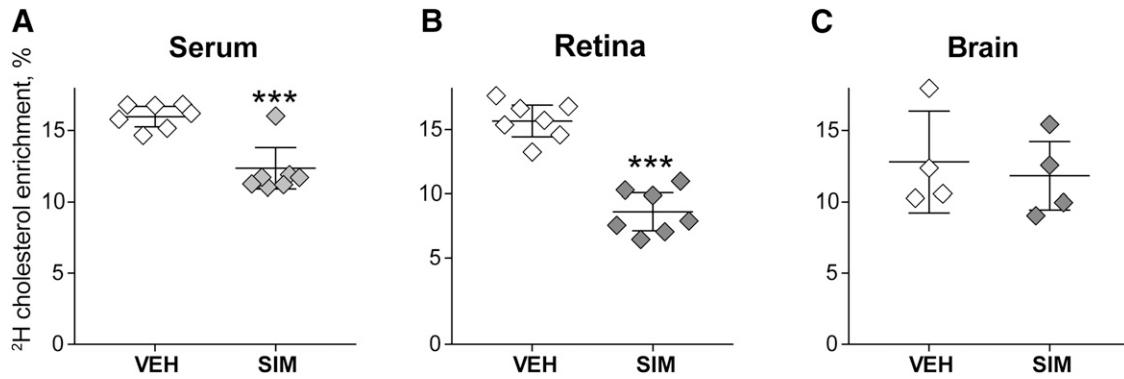 A
Serum
B
Retina
C
Brain
²H cholesterol enrichment, %
15
10
5
0
***
VEH
SIM
15
10
5
0
***
VEH
SIM
15
10
5
0
VEH
SIM